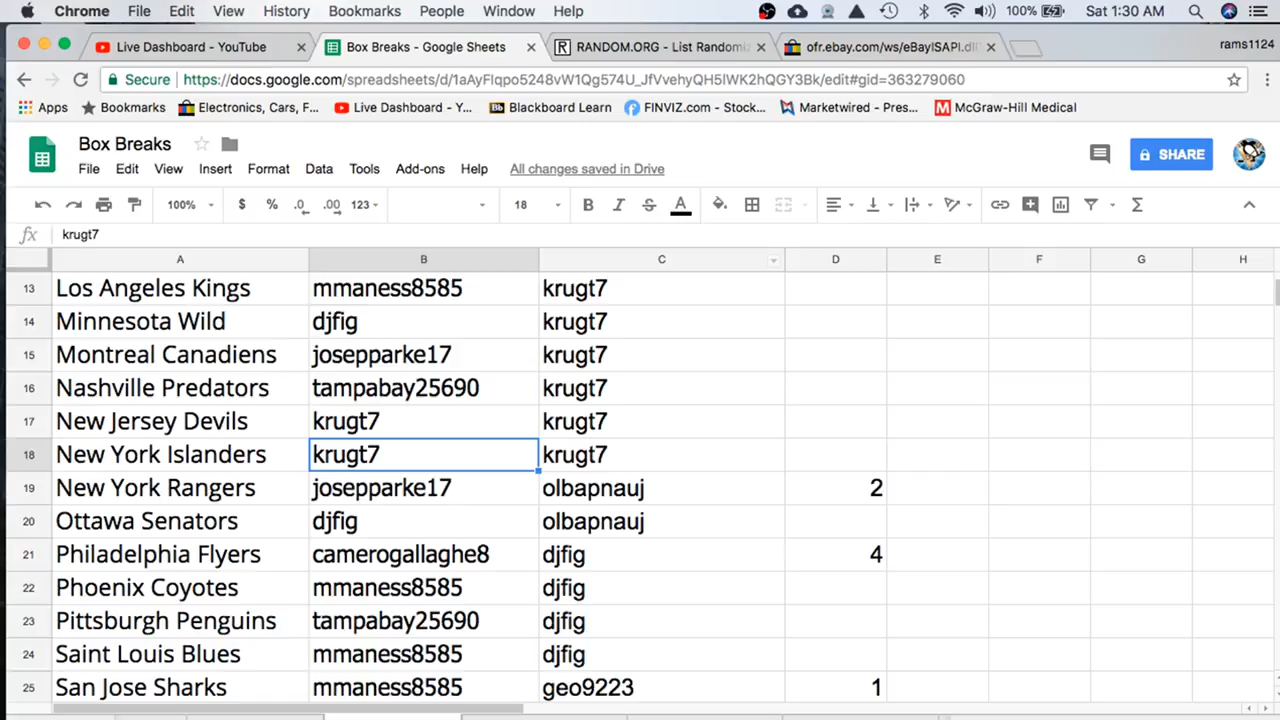 Chrome File Edit View History Bookmarks People Window Help 100% Sat 1:30 AM
Live Dashboard - YouTube × Box Breaks - Google Sheets × RANDOM.ORG - List Randomiz × ofr.ebay.com/ws/eBayISAPI.dll × rams1124
Secure https://docs.google.com/spreadsheets/d/1aAyFlqpo5248vW1Qg574U_JfVvehyQH5IWK2hQGY3Bk/edit#gid=363279060
Apps Bookmarks Electronics, Cars, F... Live Dashboard - Y... Bb Blackboard Learn FINVIZ.com - Stock... Marketwired - Pres... M McGraw-Hill Medical
Box Breaks
File Edit View Insert Format Data Tools Add-ons Help All changes saved in Drive
SHARE
100% $ % .0 .00 123 18 B I S A Σ
fx krugt7
A B C D E F G H
13 Los Angeles Kings mmaness8585 krugt7
14 Minnesota Wild djfig krugt7
15 Montreal Canadiens josepparke17 krugt7
16 Nashville Predators tampabay25690 krugt7
17 New Jersey Devils krugt7 krugt7
18 New York Islanders krugt7 krugt7
19 New York Rangers josepparke17 olbapnauj 2
20 Ottawa Senators djfig olbapnauj
21 Philadelphia Flyers camerogallaghe8 djfig 4
22 Phoenix Coyotes mmaness8585 djfig
23 Pittsburgh Penguins tampabay25690 djfig
24 Saint Louis Blues mmaness8585 djfig
25 San Jose Sharks mmaness8585 geo9223 1